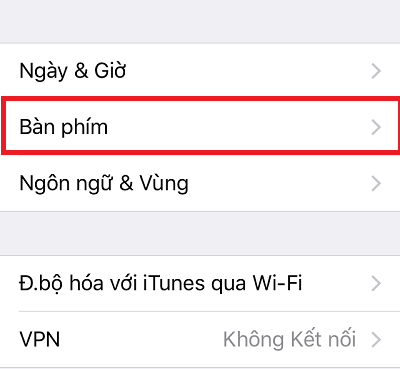 Ngày & Giờ
Bàn phím
Ngôn ngữ & Vùng
Đ.bộ hóa với iTunes qua Wi-Fi
VPN Không Kết nối